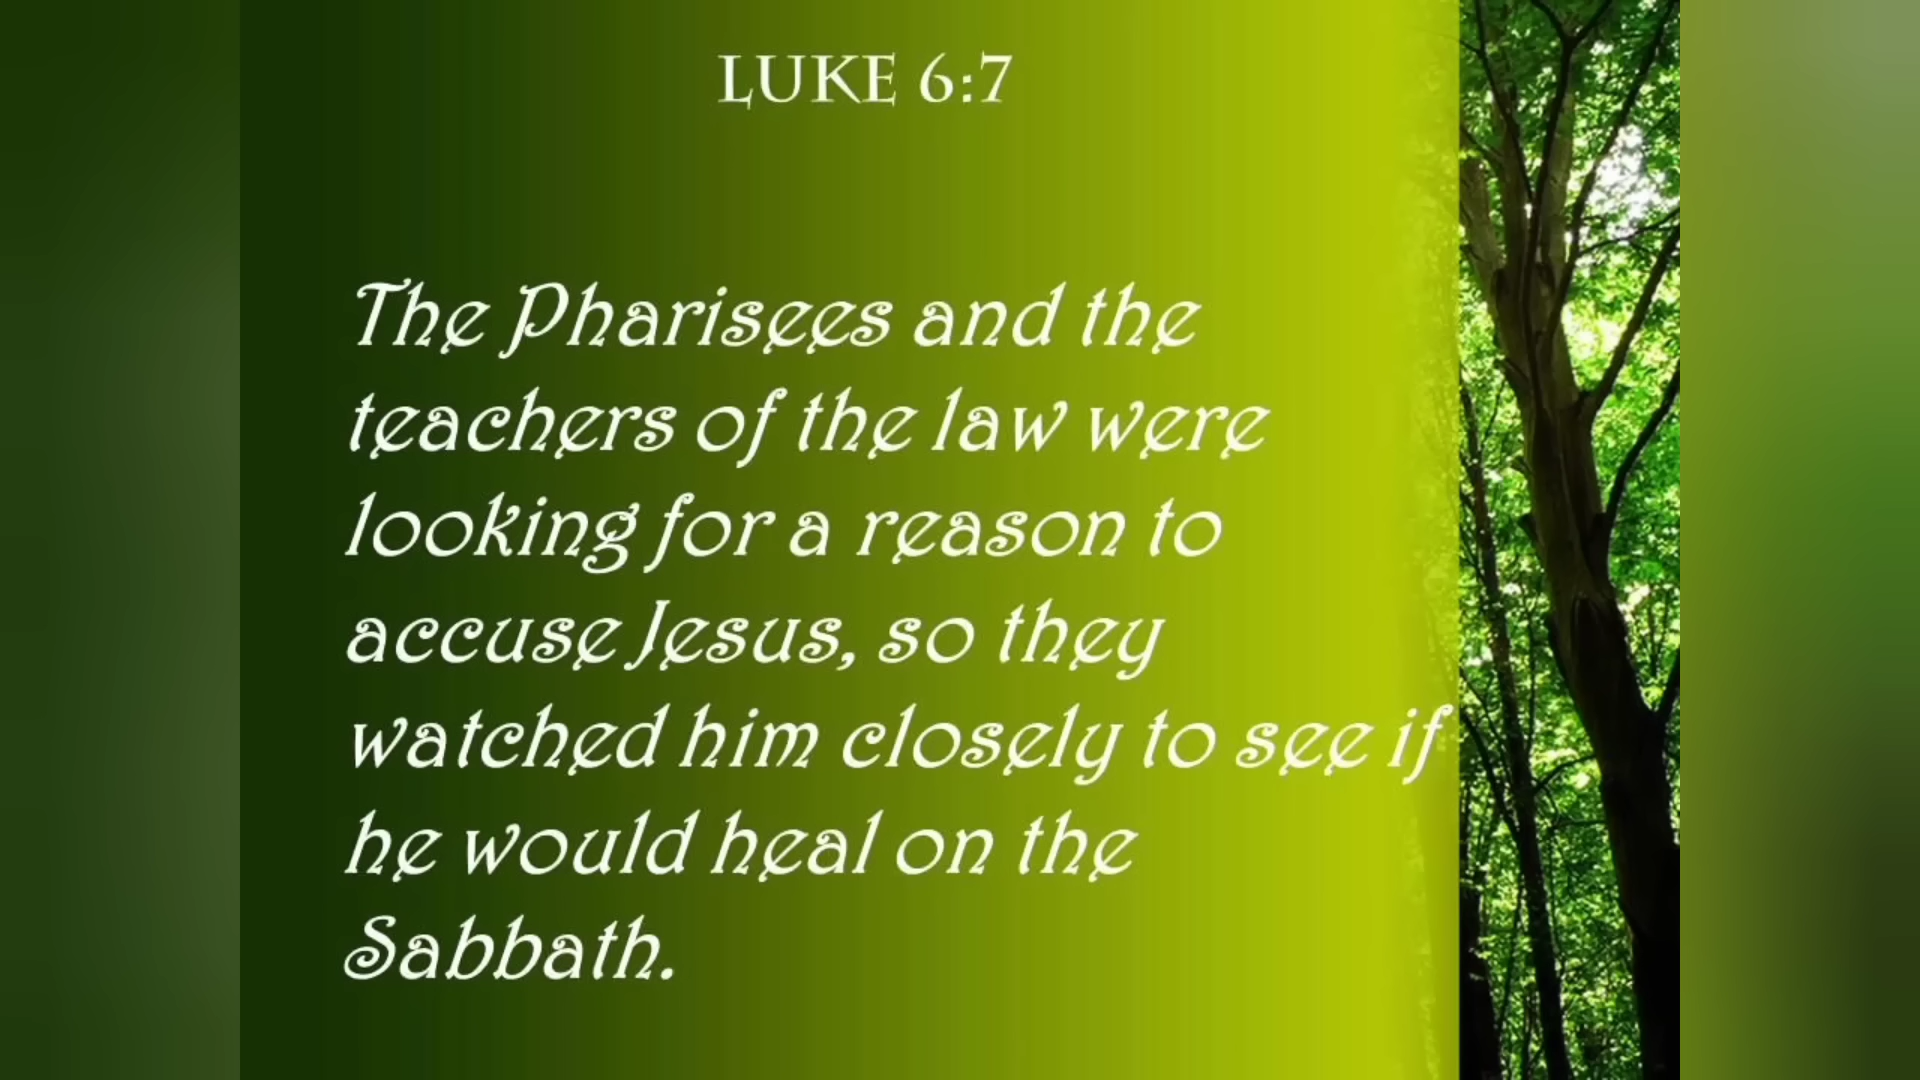 LUKE 6:7
The Pharisees and the
teachers of the law were
looking for a reason to
accuse Jesus, so they
watched him closely to see if
he would heal on the
Sabbath.